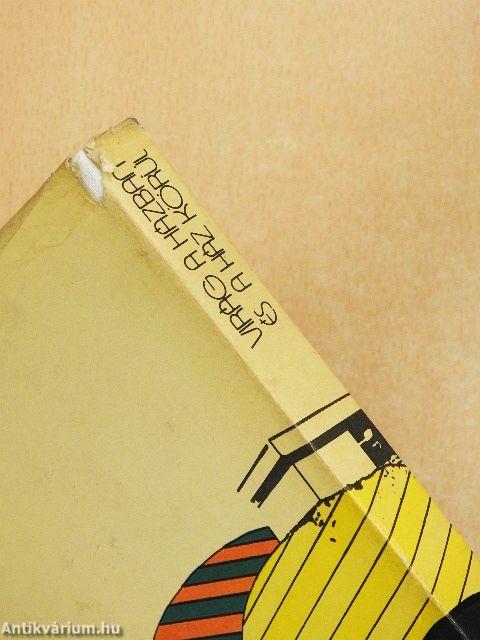 VIRÁG A HÁZBAN
ÉS A HÁZ KÖRÜL
Antikvárium.hu